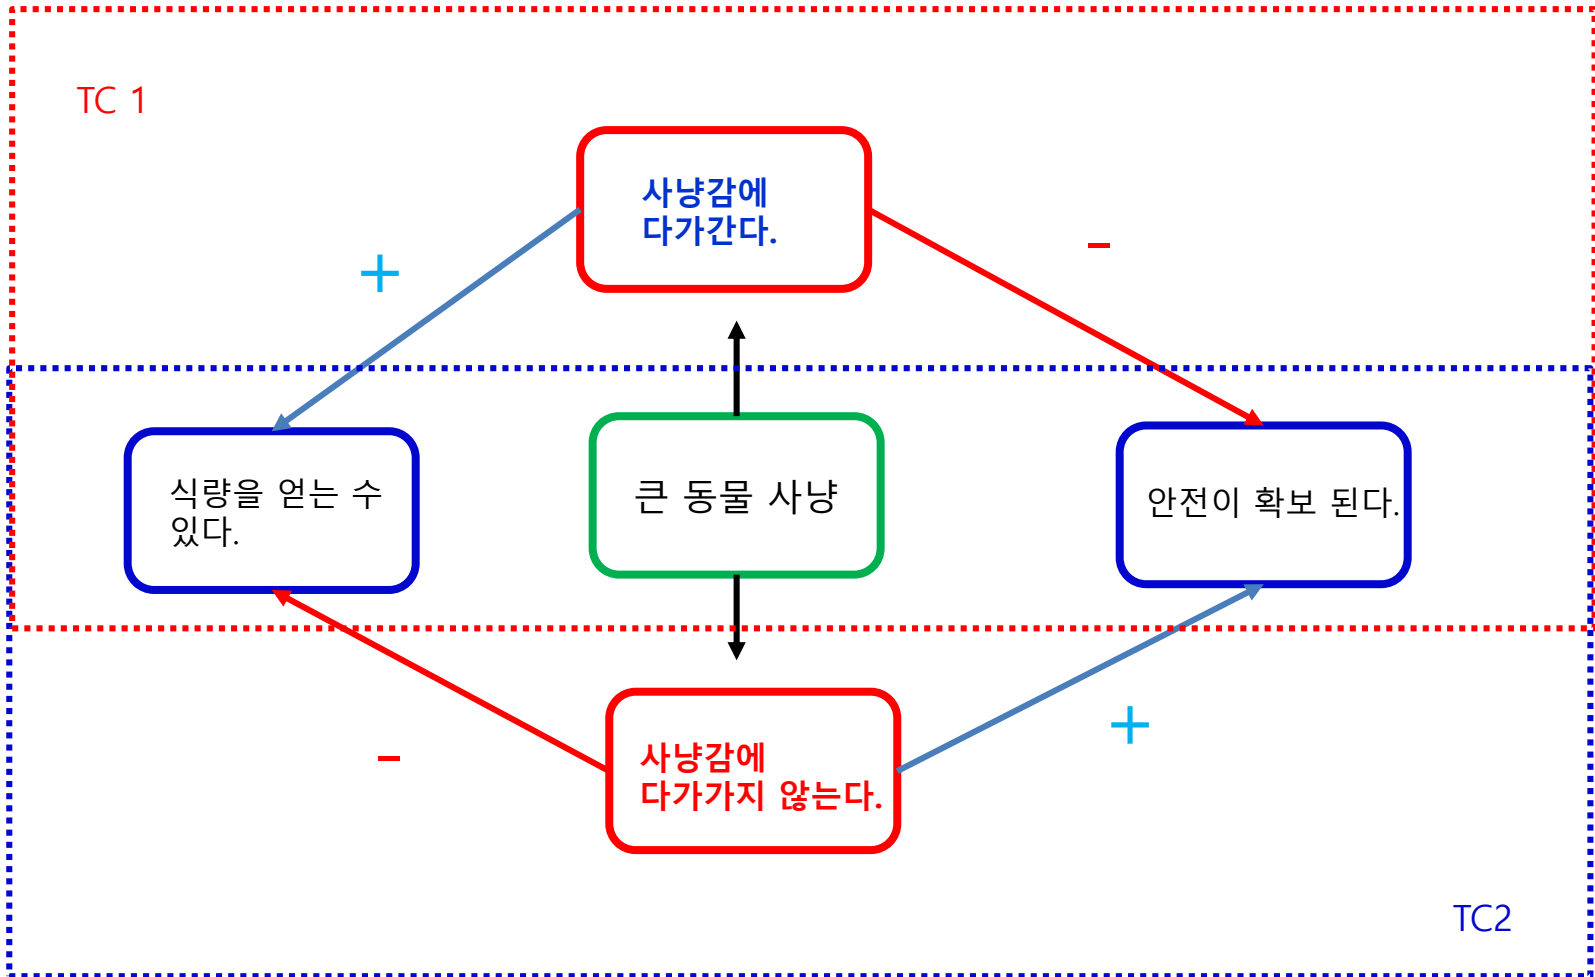 TC 1
사냥감에
다가간다.
+
-
식량을 얻는 수
있다.
큰 동물 사냥
안전이 확보 된다.
-
사냥감에
다가가지 않는다.
+
TC2